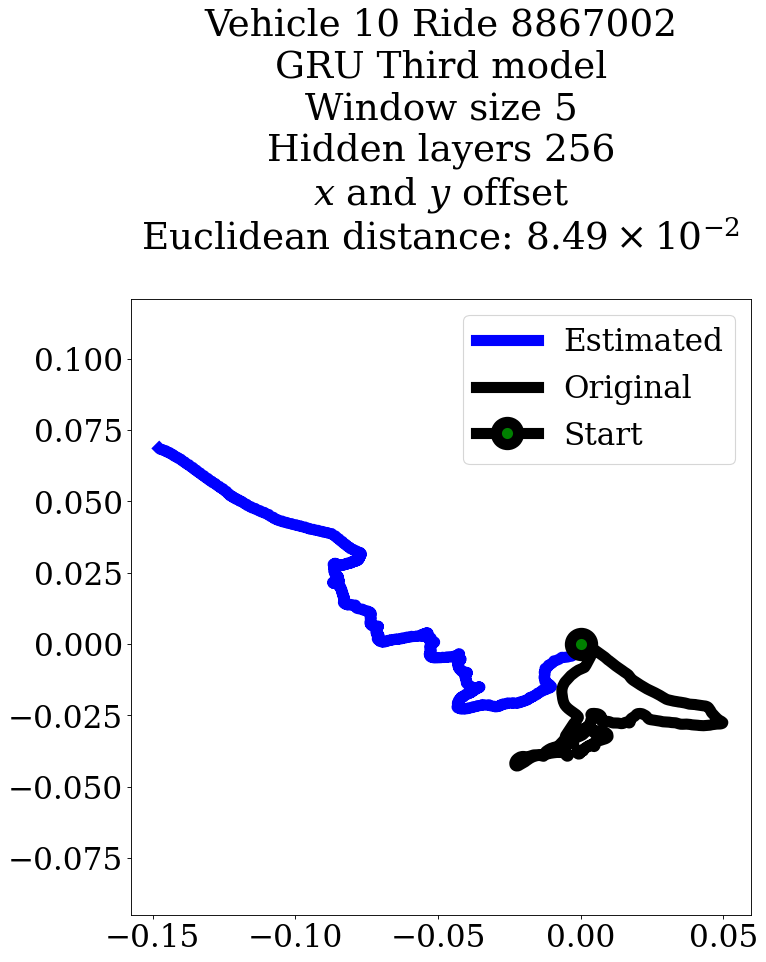 Vehicle 10 Ride 8867002
GRU Third model
Window size 5
Hidden layers 256
x and y offset
Euclidean distance: 8.49 × 10⁻²
Estimated
Original
Start
0.100
0.075
0.050
0.025
0.000
−0.025
−0.050
−0.075
−0.15 −0.10 −0.05 0.00 0.05